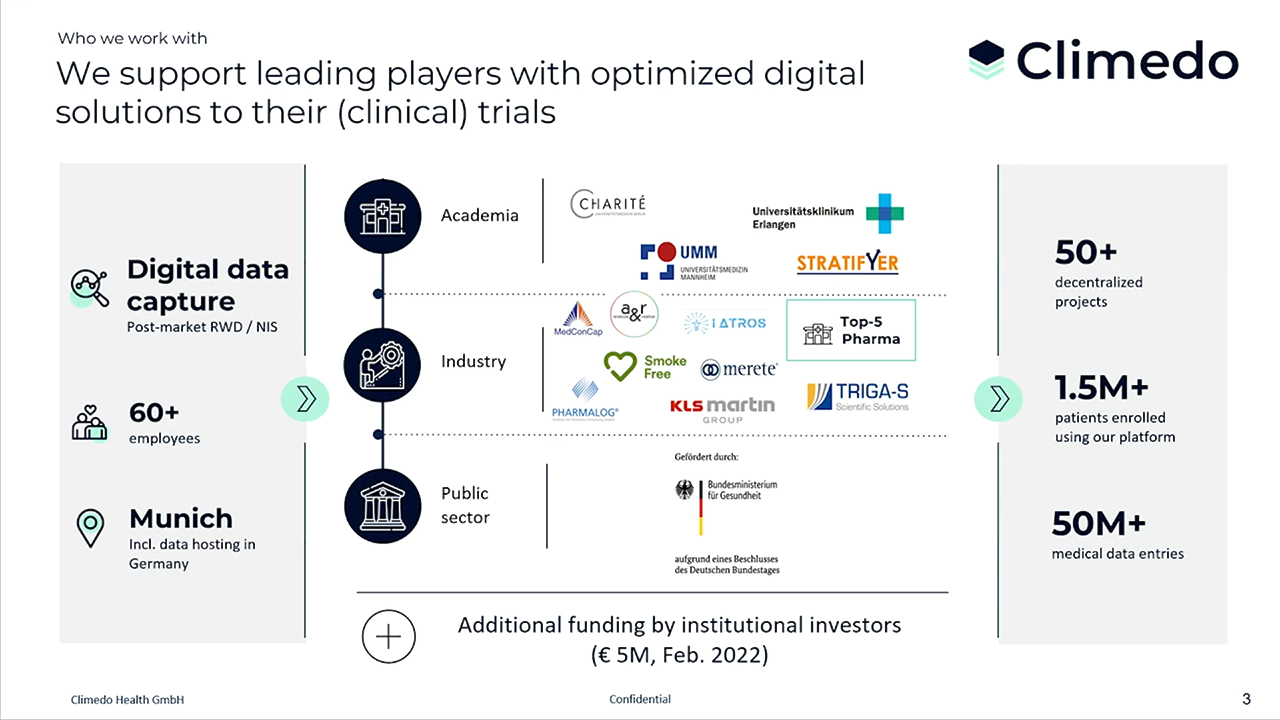 Who we work with
We support leading players with optimized digital
solutions to their (clinical) trials
Climedo
Digital data
capture
Post-market RWD / NIS
60+
employees
Munich
Incl. data hosting in
Germany
Academia
CHARITÉ
UNIVERSITÄTSMEDIZIN BERLIN
Universitätsklinikum
Erlangen
UMM
UNIVERSITÄTSMEDIZIN
MANNHEIM
STRATIFYER
Industry
MedConCap
a&r
iATROS
Top-5
Pharma
Smoke
Free
merete®
PHARMALOG®
KLS martin
GROUP
TRIGA-S
Scientific Solutions
Public
sector
Gefördert durch:
Bundesministerium
für Gesundheit
aufgrund eines Beschlusses
des Deutschen Bundestages
Additional funding by institutional investors
(€ 5M, Feb. 2022)
50+
decentralized
projects
1.5M+
patients enrolled
using our platform
50M+
medical data entries
Climedo Health GmbH
Confidential
3